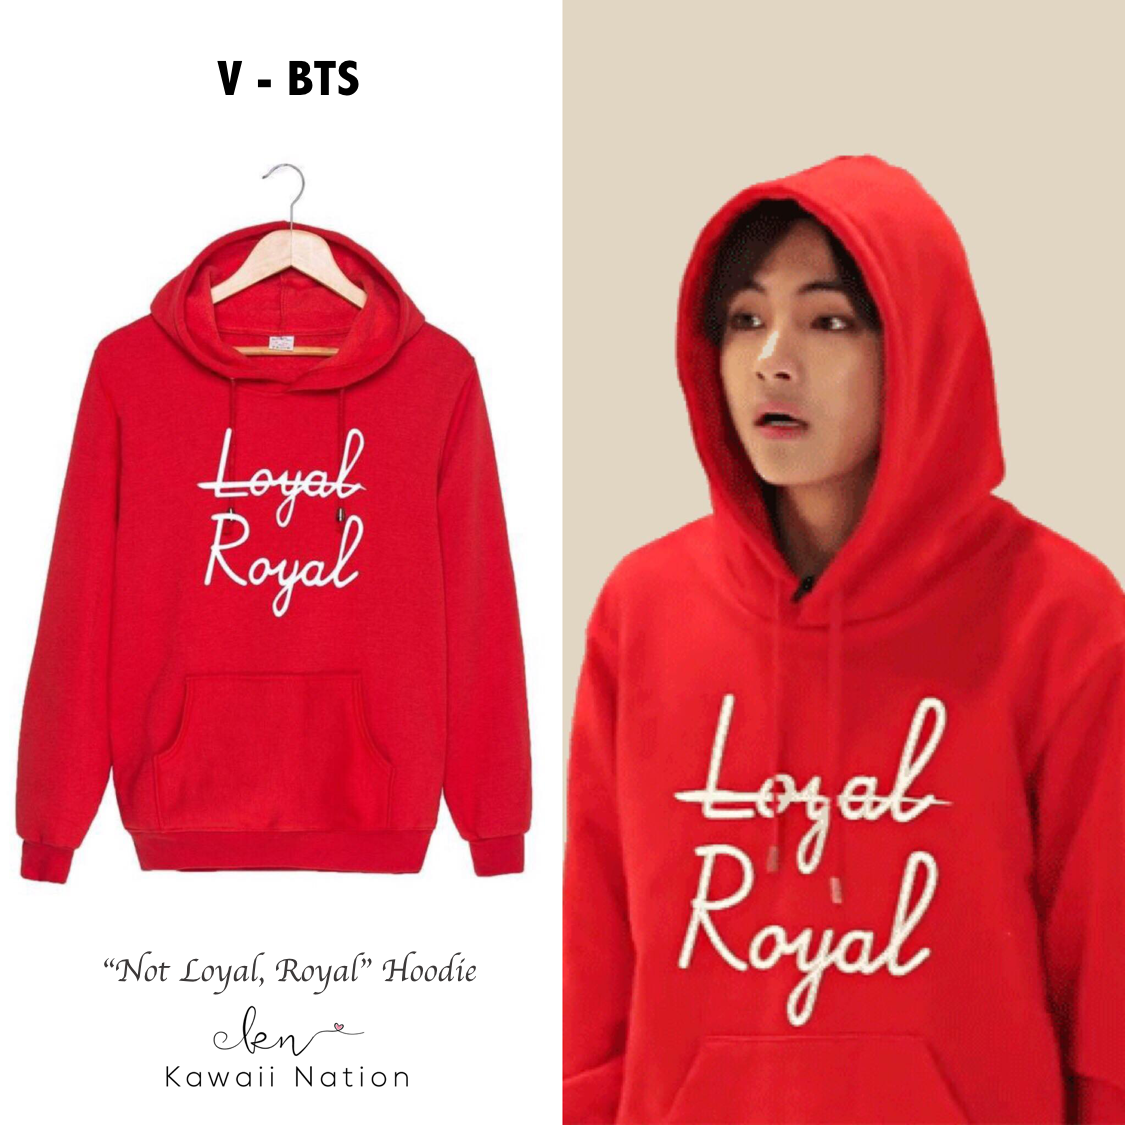 V - BTS
Loyal
Royal
“Not Loyal, Royal” Hoodie
kn
Kawaii Nation
Loyal
Royal